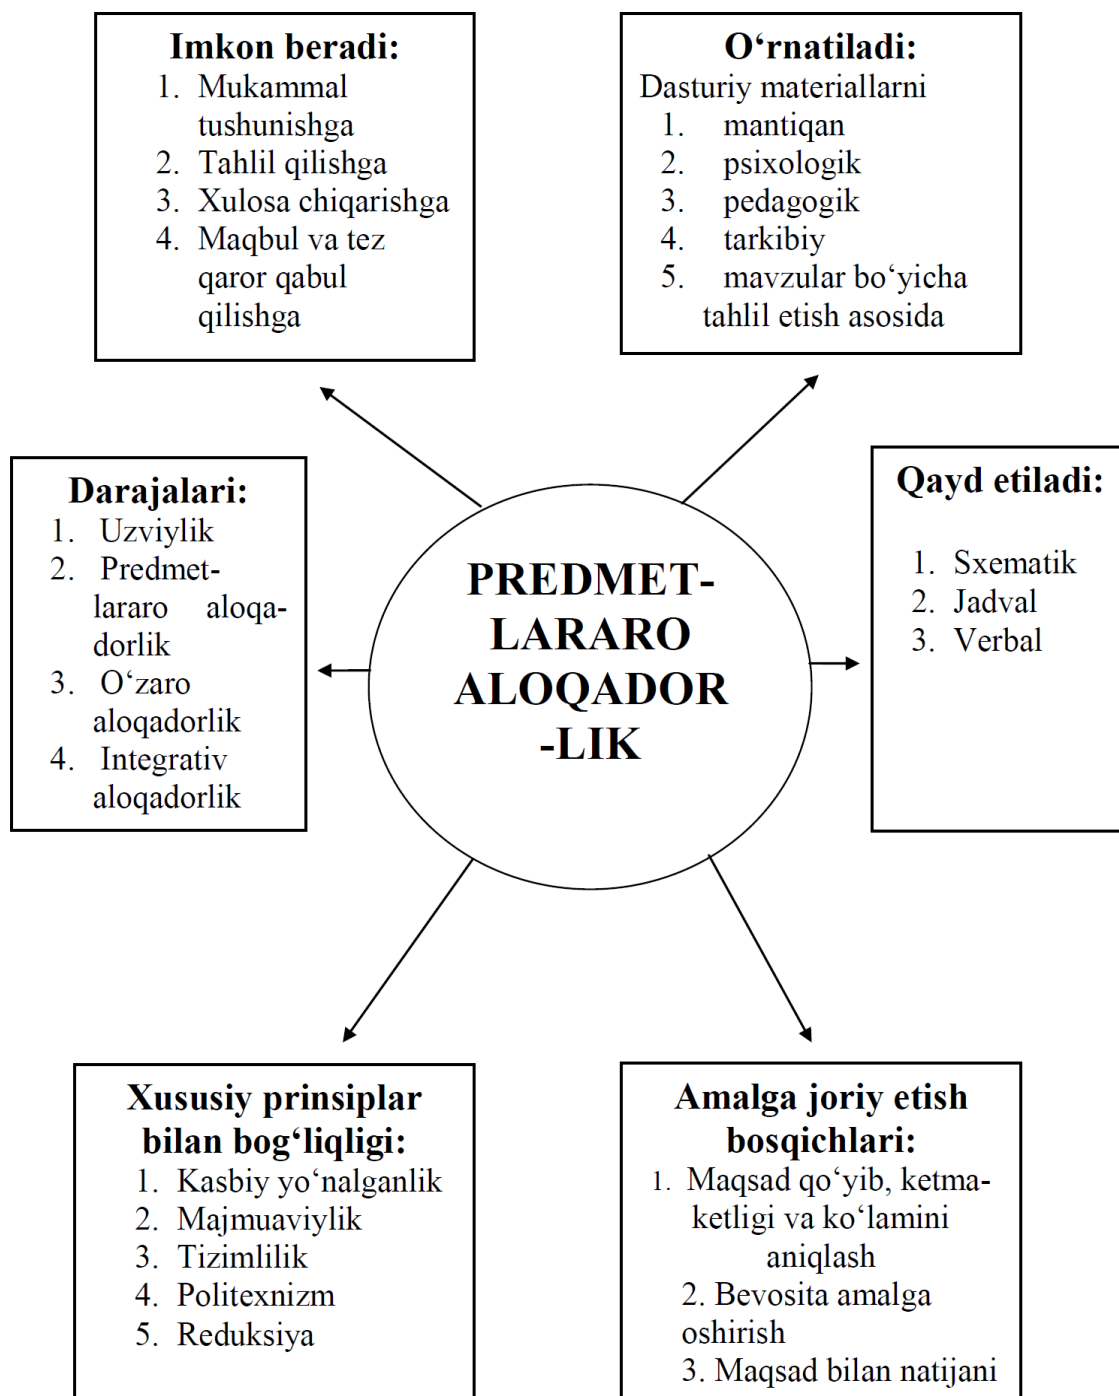 Imkon beradi:
1. Mukammal
tushunishga
2. Tahlil qilishga
3. Xulosa chiqarishga
4. Maqbul va tez
qaror qabul
qilishga
O‘rnatiladi:
Dasturiy materiallarni
1. mantiqan
2. psixologik
3. pedagogik
4. tarkibiy
5. mavzular bo‘yicha
tahlil etish asosida
Darajalari:
1. Uzviylik
2. Predmet-
lararo aloqa-
dorlik
3. O‘zaro
aloqadorlik
4. Integrativ
aloqadorlik
PREDMET-
LARARO
ALOQADOR
-LIK
Qayd etiladi:
1. Sxematik
2. Jadval
3. Verbal
Xususiy prinsiplar
bilan bog‘liqligi:
1. Kasbiy yo‘nalganlik
2. Majmuaviylik
3. Tizimlilik
4. Politexnizm
5. Reduksiya
Amalga joriy etish
bosqichlari:
1. Maqsad qo‘yib, ketma-
ketligi va ko‘lamini
aniqlash
2. Bevosita amalga
oshirish
3. Maqsad bilan natijani